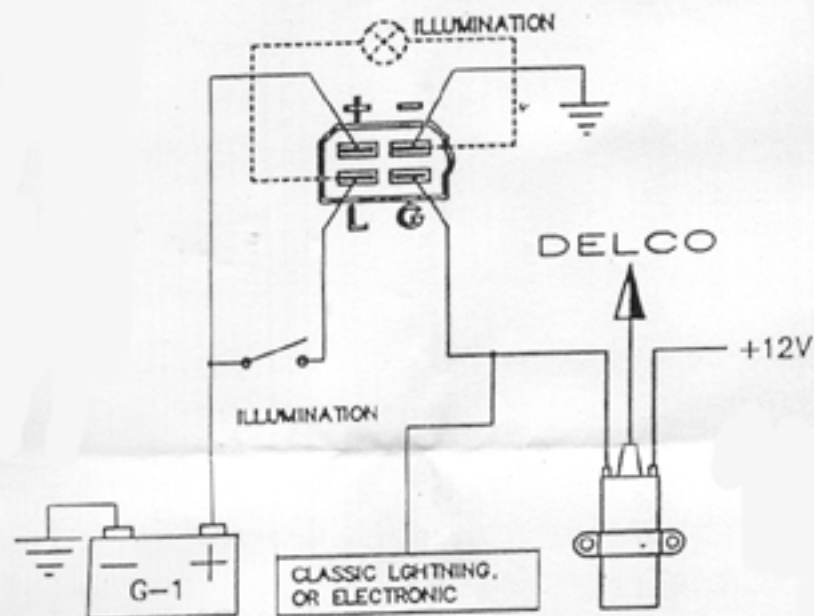 ILLUMINATION
+ -
L G
DELCO
+12V
ILLUMINATION
- +
G-1
CLASSIC LGHTNING,
OR ELECTRONIC